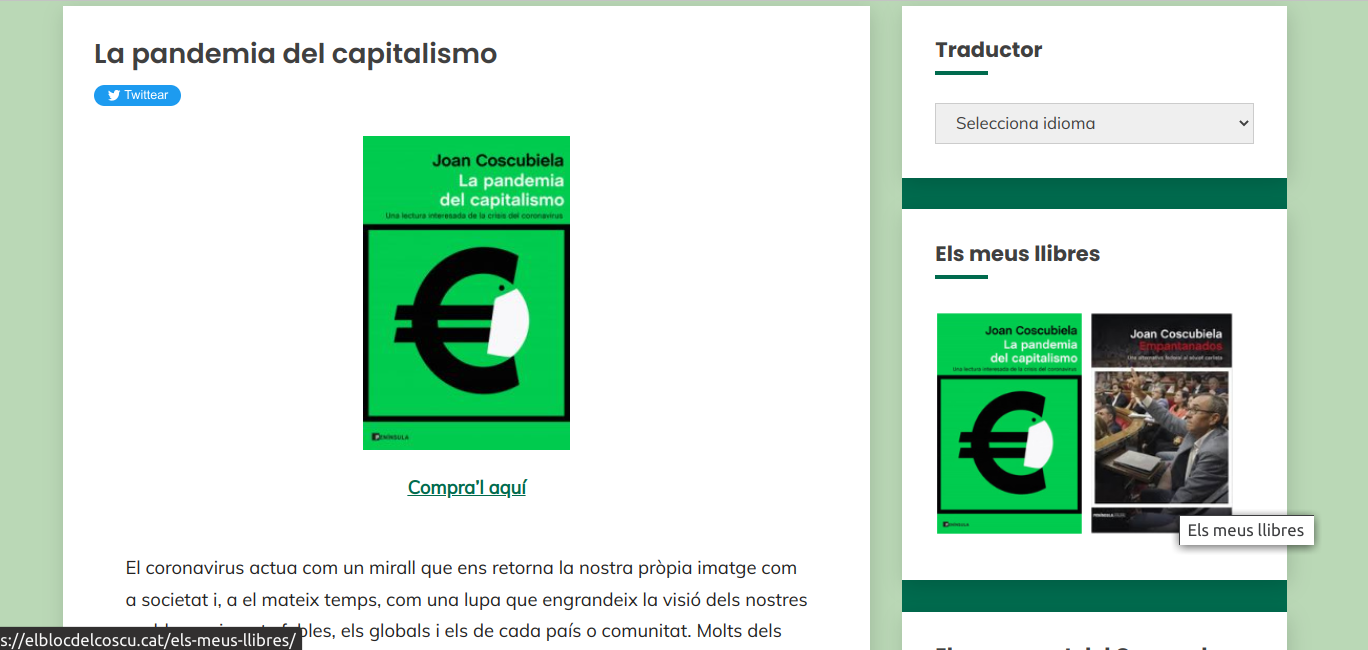 La pandemia del capitalismo
Twittear
Joan Coscubiela
La pandemia
del capitalismo
Una lectura interesada de la crisis del coronavirus
PENÍNSULA
Compra'l aquí
El coronavirus actua com un mirall que ens retorna la nostra pròpia imatge com
a societat i, a el mateix temps, com una lupa que engrandeix la visió dels nostres
els globals i els de cada país o comunitat. Molts dels
s://elblocdelcoscu.cat/els-meus-llibres/
Traductor
Selecciona idioma
Els meus llibres
Joan Coscubiela
La pandemia
del capitalismo
Una lectura interesada de la crisis del coronavirus
PENÍNSULA
Joan Coscubiela
Empantanados
Una alternativa federal al sóviet carlista
PENÍNSULA
Els meus llibres